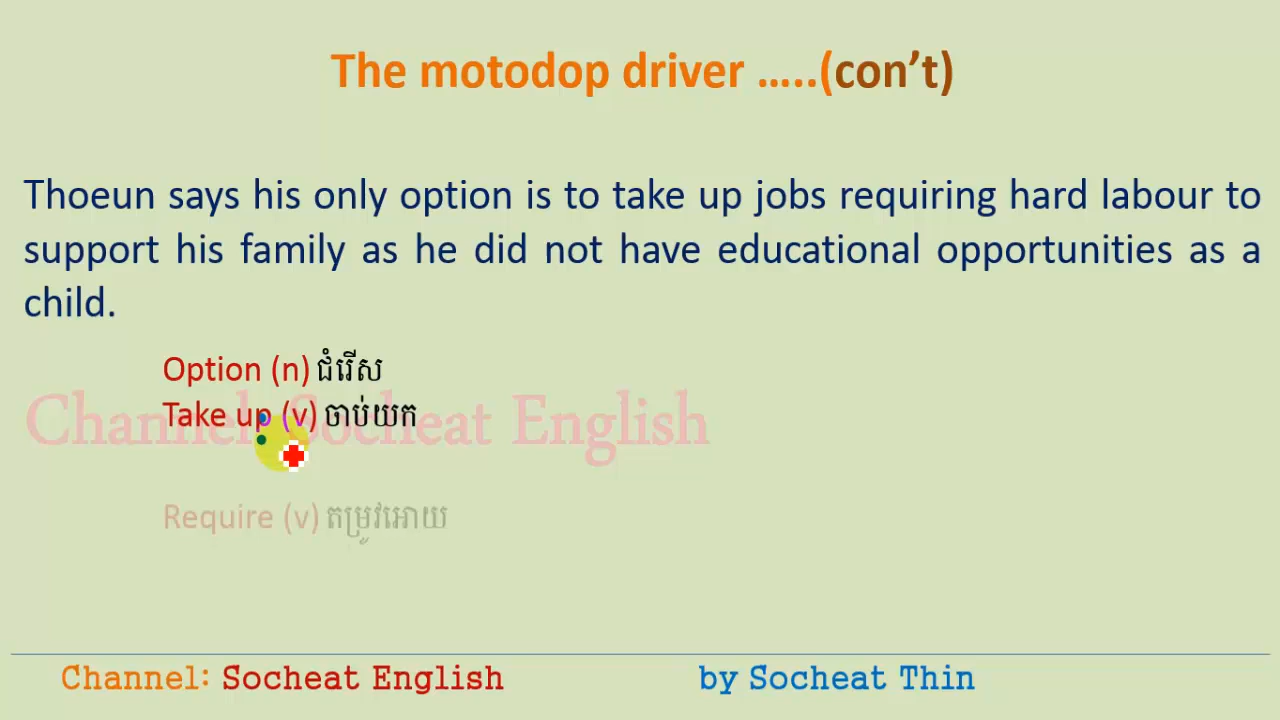 The motodop driver …..(con’t)
Thoeun says his only option is to take up jobs requiring hard labour to
support his family as he did not have educational opportunities as a
child.
Option (n) ជំរើស
Take up (v) ចាប់យក
Channel: Socheat English
Require (v) តម្រូវអោយ
Channel: Socheat English
by Socheat Thin